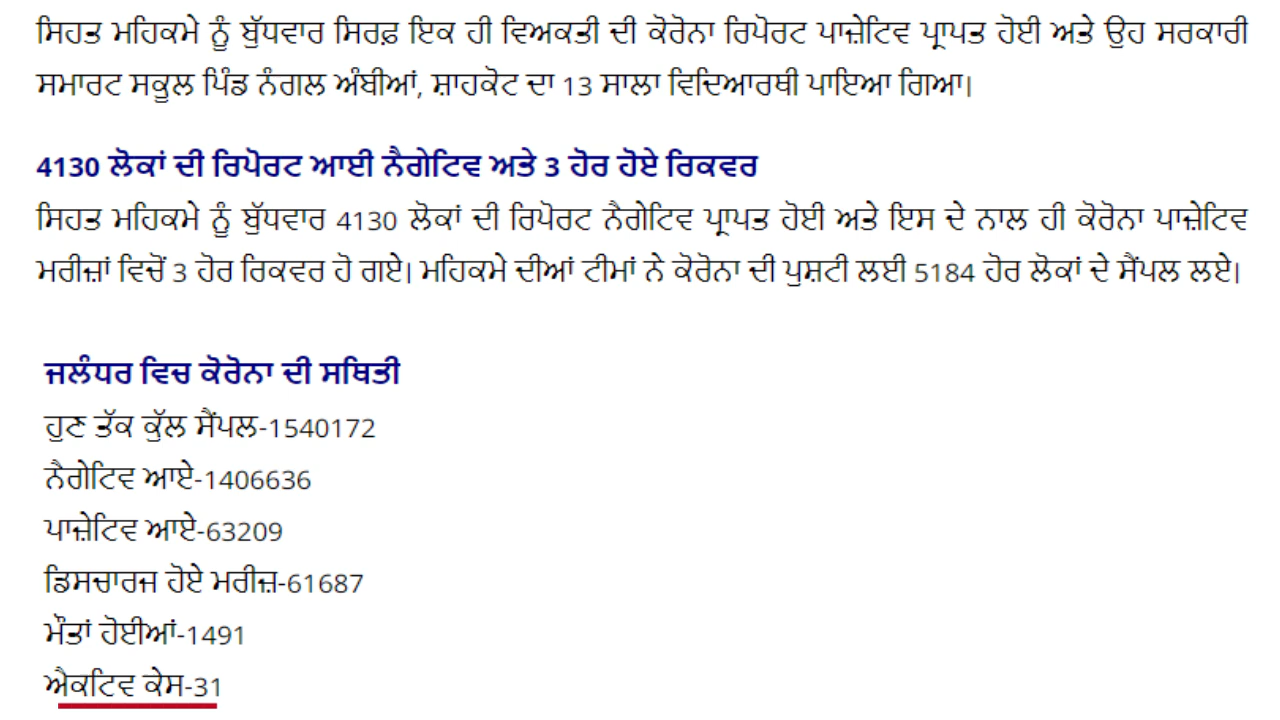 ਸਿਹਤ ਮਹਿਕਮੇ ਨੂੰ ਬੁੱਧਵਾਰ ਸਿਰਫ਼ ਇਕ ਹੀ ਵਿਅਕਤੀ ਦੀ ਕੋਰੋਨਾ ਰਿਪੋਰਟ ਪਾਜ਼ੇਟਿਵ ਪ੍ਰਾਪਤ ਹੋਈ ਅਤੇ ਉਹ ਸਰਕਾਰੀ
ਸਮਾਰਟ ਸਕੂਲ ਪਿੰਡ ਨੰਗਲ ਅੰਬੀਆਂ, ਸ਼ਾਹਕੋਟ ਦਾ 13 ਸਾਲਾ ਵਿਦਿਆਰਥੀ ਪਾਇਆ ਗਿਆ।
4130 ਲੋਕਾਂ ਦੀ ਰਿਪੋਰਟ ਆਈ ਨੈਗੇਟਿਵ ਅਤੇ 3 ਹੋਰ ਹੋਏ ਰਿਕਵਰ
ਸਿਹਤ ਮਹਿਕਮੇ ਨੂੰ ਬੁੱਧਵਾਰ 4130 ਲੋਕਾਂ ਦੀ ਰਿਪੋਰਟ ਨੈਗੇਟਿਵ ਪ੍ਰਾਪਤ ਹੋਈ ਅਤੇ ਇਸ ਦੇ ਨਾਲ ਹੀ ਕੋਰੋਨਾ ਪਾਜ਼ੇਟਿਵ
ਮਰੀਜ਼ਾਂ ਵਿਚੋਂ 3 ਹੋਰ ਰਿਕਵਰ ਹੋ ਗਏ। ਮਹਿਕਮੇ ਦੀਆਂ ਟੀਮਾਂ ਨੇ ਕੋਰੋਨਾ ਦੀ ਪੁਸ਼ਟੀ ਲਈ 5184 ਹੋਰ ਲੋਕਾਂ ਦੇ ਸੈਂਪਲ ਲਏ।
ਜਲੰਧਰ ਵਿਚ ਕੋਰੋਨਾ ਦੀ ਸਥਿਤੀ
ਹੁਣ ਤੱਕ ਕੁੱਲ ਸੈਂਪਲ-1540172
ਨੈਗੇਟਿਵ ਆਏ-1406636
ਪਾਜ਼ੇਟਿਵ ਆਏ-63209
ਡਿਸਚਾਰਜ ਹੋਏ ਮਰੀਜ਼-61687
ਮੌਤਾਂ ਹੋਈਆਂ-1491
ਐਕਟਿਵ ਕੇਸ-31